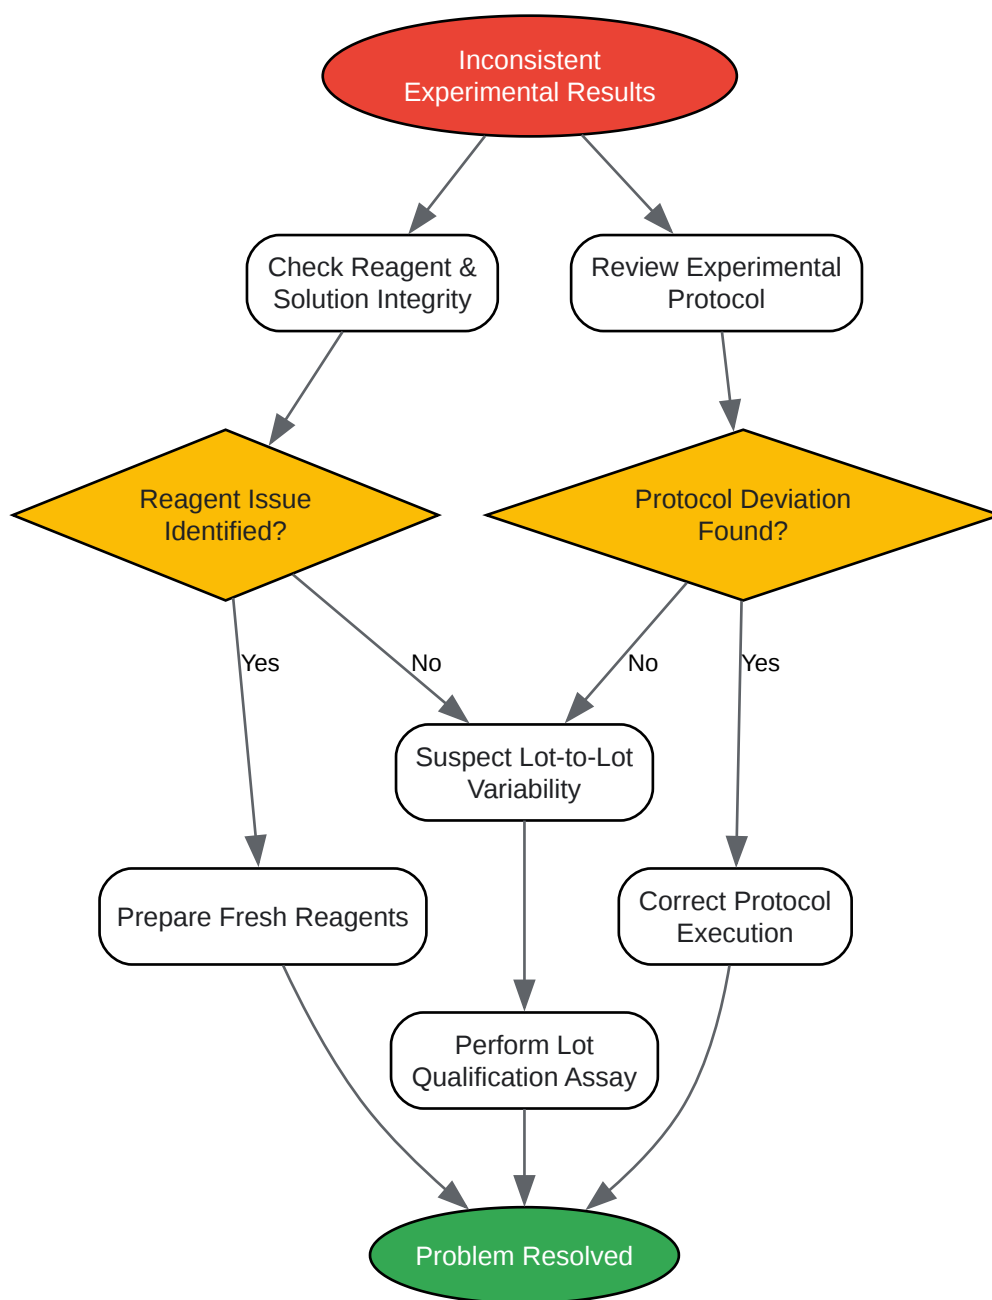 Inconsistent
Experimental Results
Check Reagent &
Solution Integrity
Review Experimental
Protocol
Reagent Issue
Identified?
Protocol Deviation
Found?
Yes
No
No
Yes
Suspect Lot-to-Lot
Variability
Prepare Fresh Reagents
Correct Protocol
Execution
Perform Lot
Qualification Assay
Problem Resolved